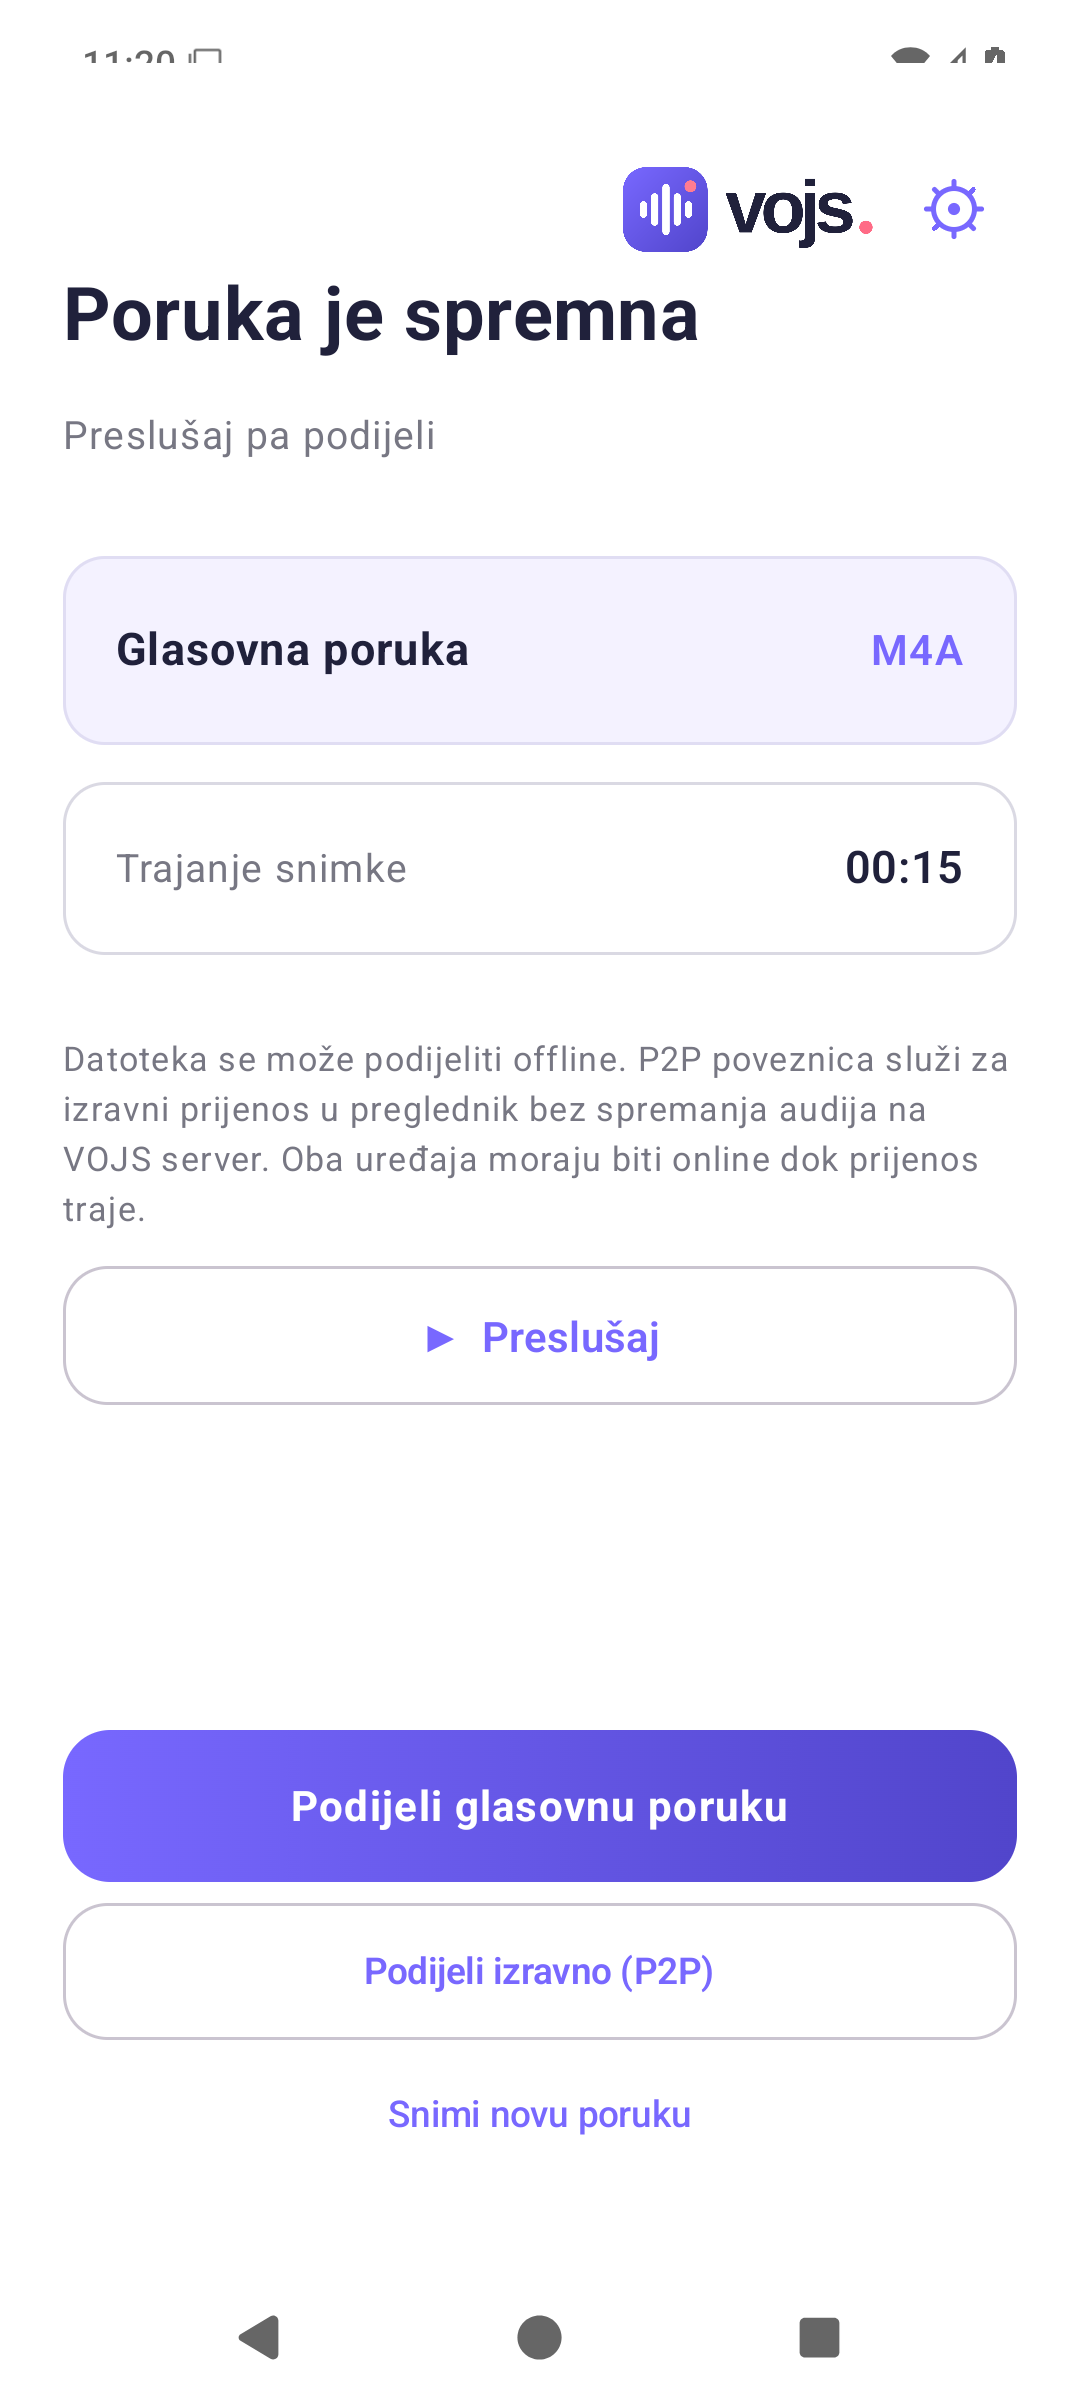 11:20
vojs.
Poruka je spremna
Preslušaj pa podijeli
Glasovna poruka M4A
Trajanje snimke 00:15
Datoteka se može podijeliti offline. P2P poveznica služi za
izravni prijenos u preglednik bez spremanja audija na
VOJS server. Oba uređaja moraju biti online dok prijenos
traje.
► Preslušaj
Podijeli glasovnu poruku
Podijeli izravno (P2P)
Snimi novu poruku